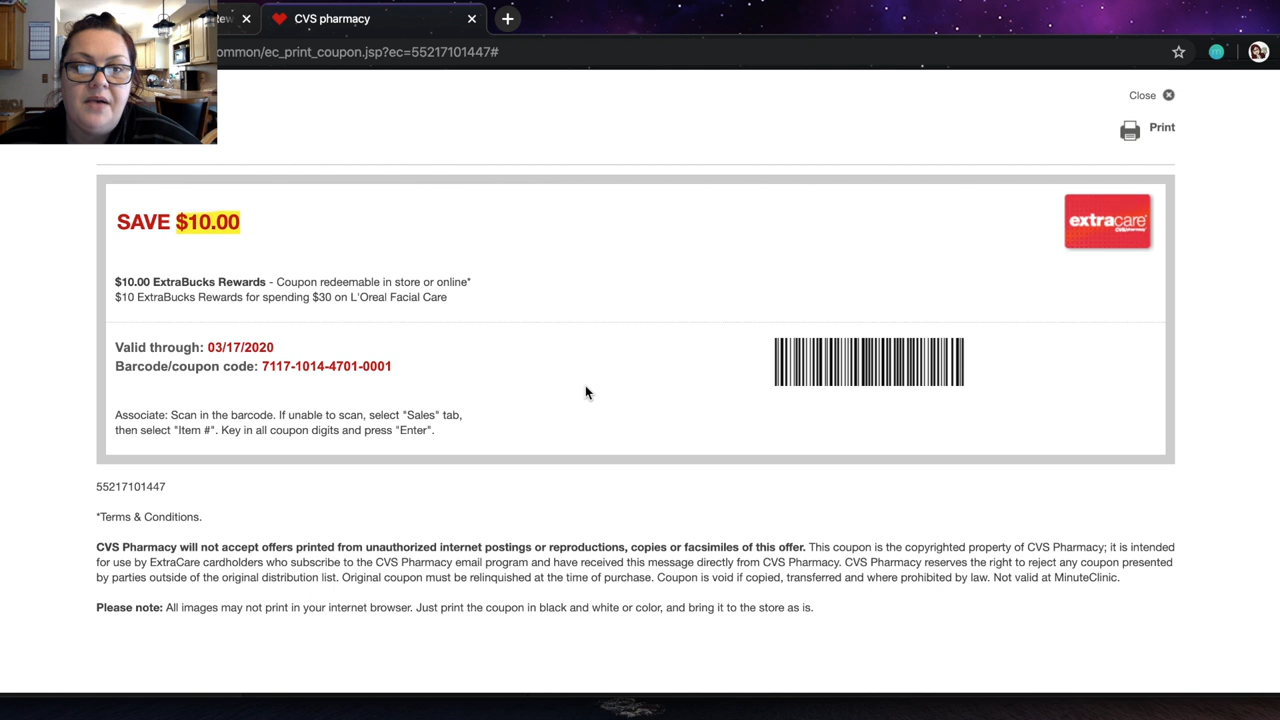 CVS pharmacy
ommon/ec_print_coupon.jsp?ec=55217101447#
Close
Print
SAVE $10.00
extracare
CVS pharmacy
$10.00 ExtraBucks Rewards - Coupon redeemable in store or online*
$10 ExtraBucks Rewards for spending $30 on L'Oreal Facial Care
Valid through: 03/17/2020
Barcode/coupon code: 7117-1014-4701-0001
Associate: Scan in the barcode. If unable to scan, select "Sales" tab,
then select "Item #". Key in all coupon digits and press "Enter".
55217101447
*Terms & Conditions.
CVS Pharmacy will not accept offers printed from unauthorized internet postings or reproductions, copies or facsimiles of this offer. This coupon is the copyrighted property of CVS Pharmacy; it is intended
for use by ExtraCare cardholders who subscribe to the CVS Pharmacy email program and have received this message directly from CVS Pharmacy. CVS Pharmacy reserves the right to reject any coupon presented
by parties outside of the original distribution list. Original coupon must be relinquished at the time of purchase. Coupon is void if copied, transferred and where prohibited by law. Not valid at MinuteClinic.
Please note: All images may not print in your internet browser. Just print the coupon in black and white or color, and bring it to the store as is.